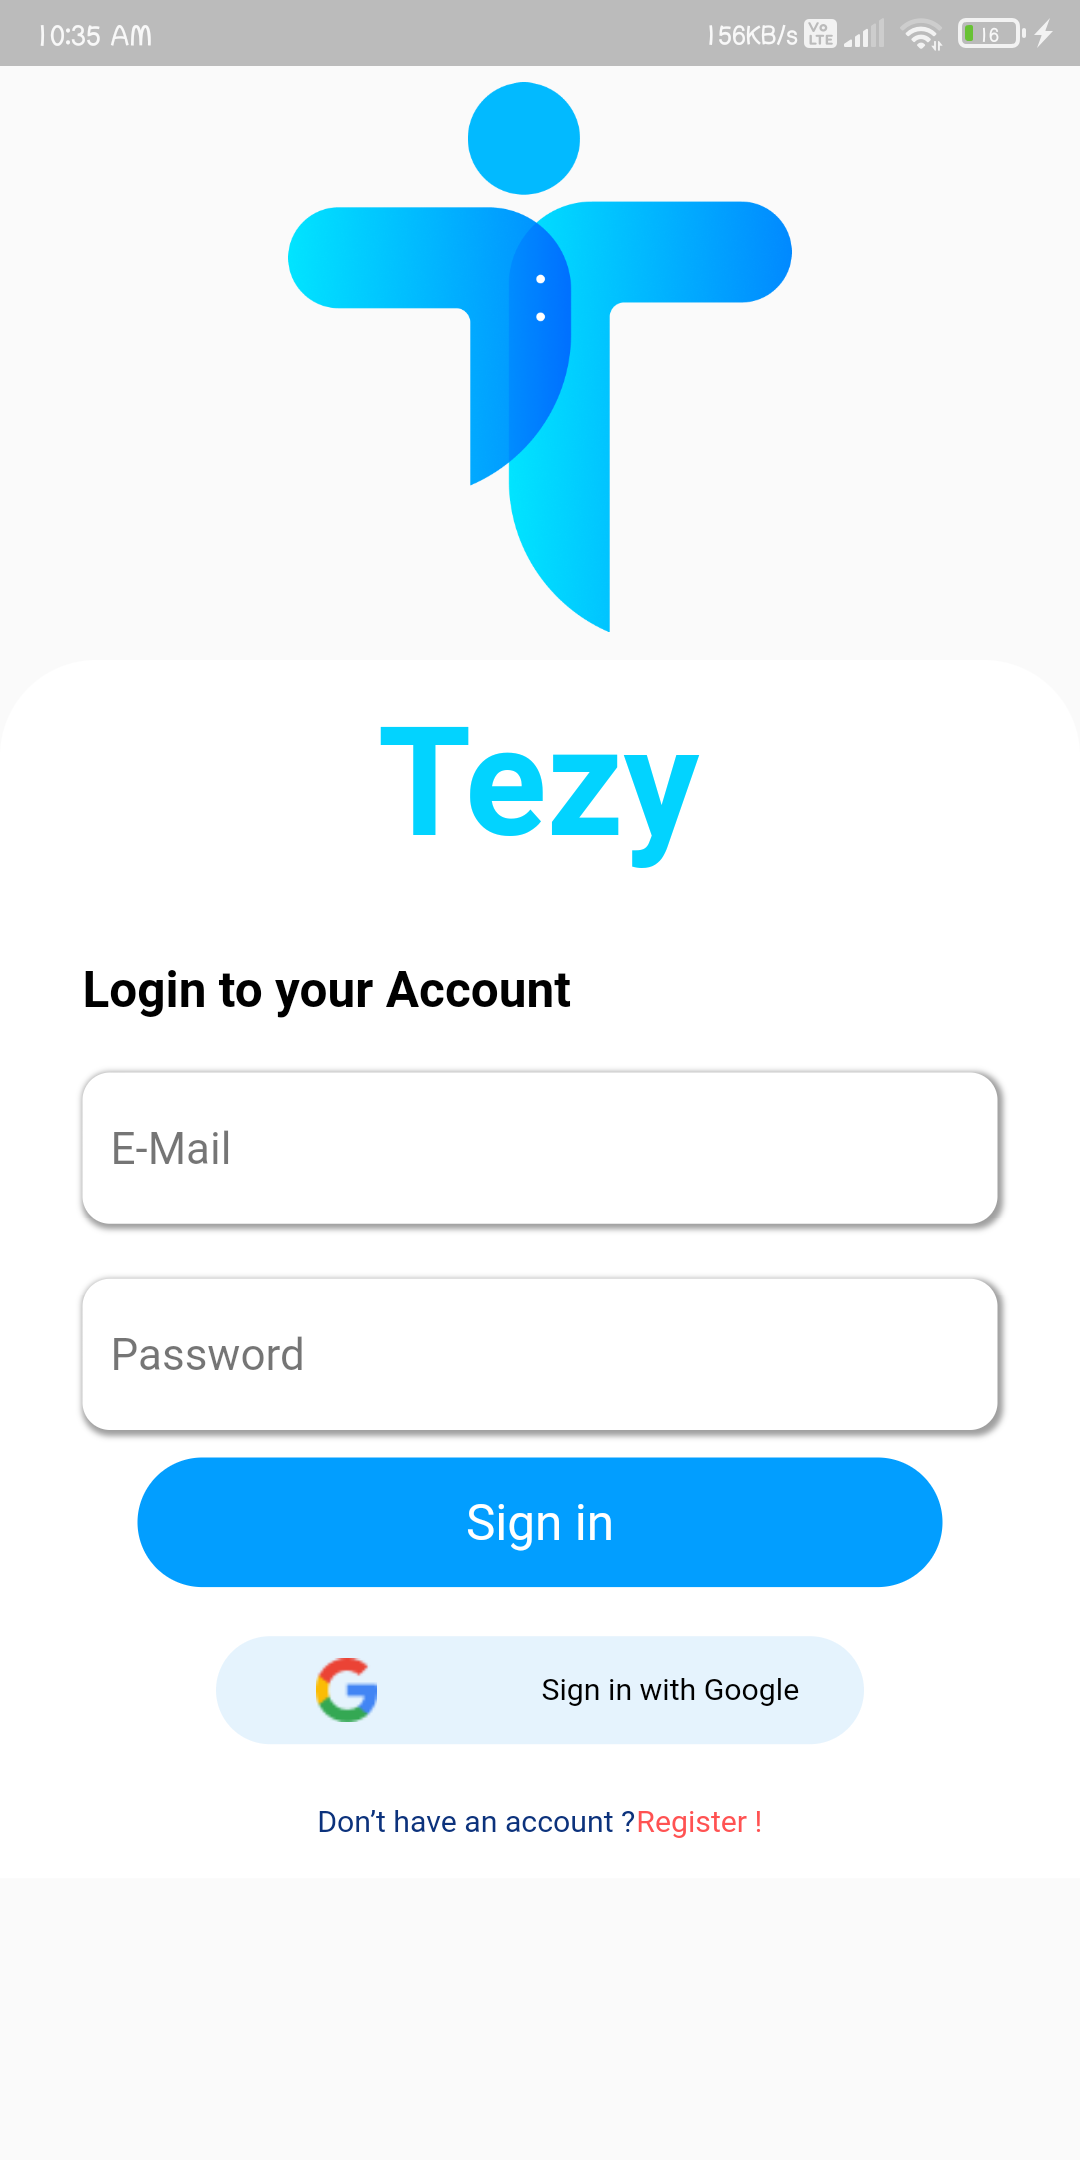 10:35 AM 156KB/s Vo LTE 16
Tezy
Login to your Account
E-Mail
Password
Sign in
Sign in with Google
Don’t have an account ?Register !